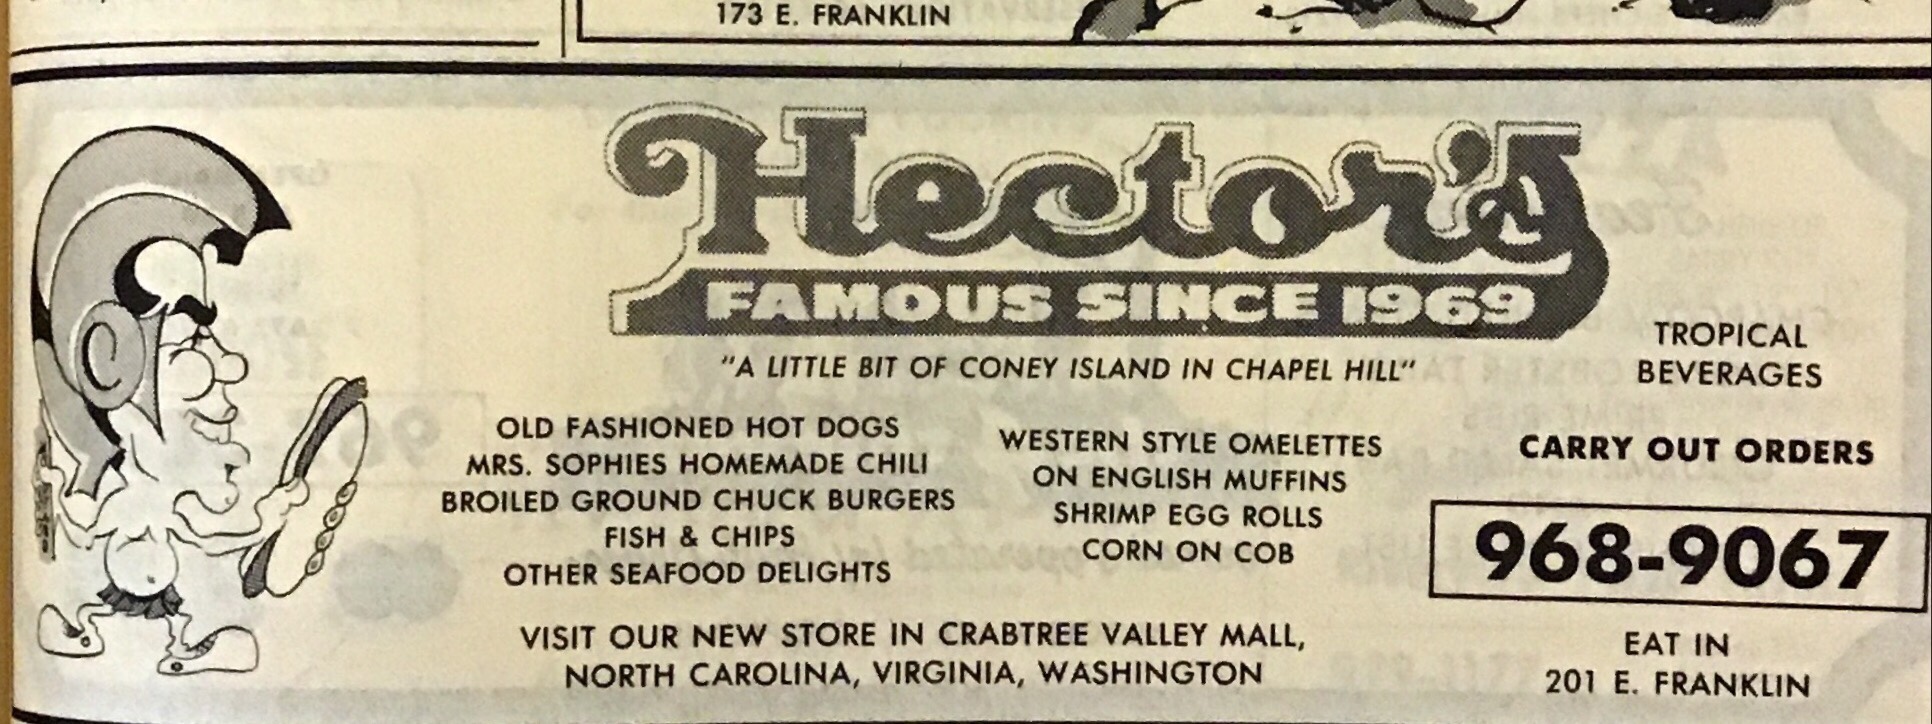 173 E. FRANKLIN
Hector's
FAMOUS SINCE 1969
"A LITTLE BIT OF CONEY ISLAND IN CHAPEL HILL"
OLD FASHIONED HOT DOGS
MRS. SOPHIES HOMEMADE CHILI
BROILED GROUND CHUCK BURGERS
FISH & CHIPS
OTHER SEAFOOD DELIGHTS
WESTERN STYLE OMELETTES
ON ENGLISH MUFFINS
SHRIMP EGG ROLLS
CORN ON COB
TROPICAL
BEVERAGES
CARRY OUT ORDERS
968-9067
EAT IN
201 E. FRANKLIN
VISIT OUR NEW STORE IN CRABTREE VALLEY MALL,
NORTH CAROLINA, VIRGINIA, WASHINGTON